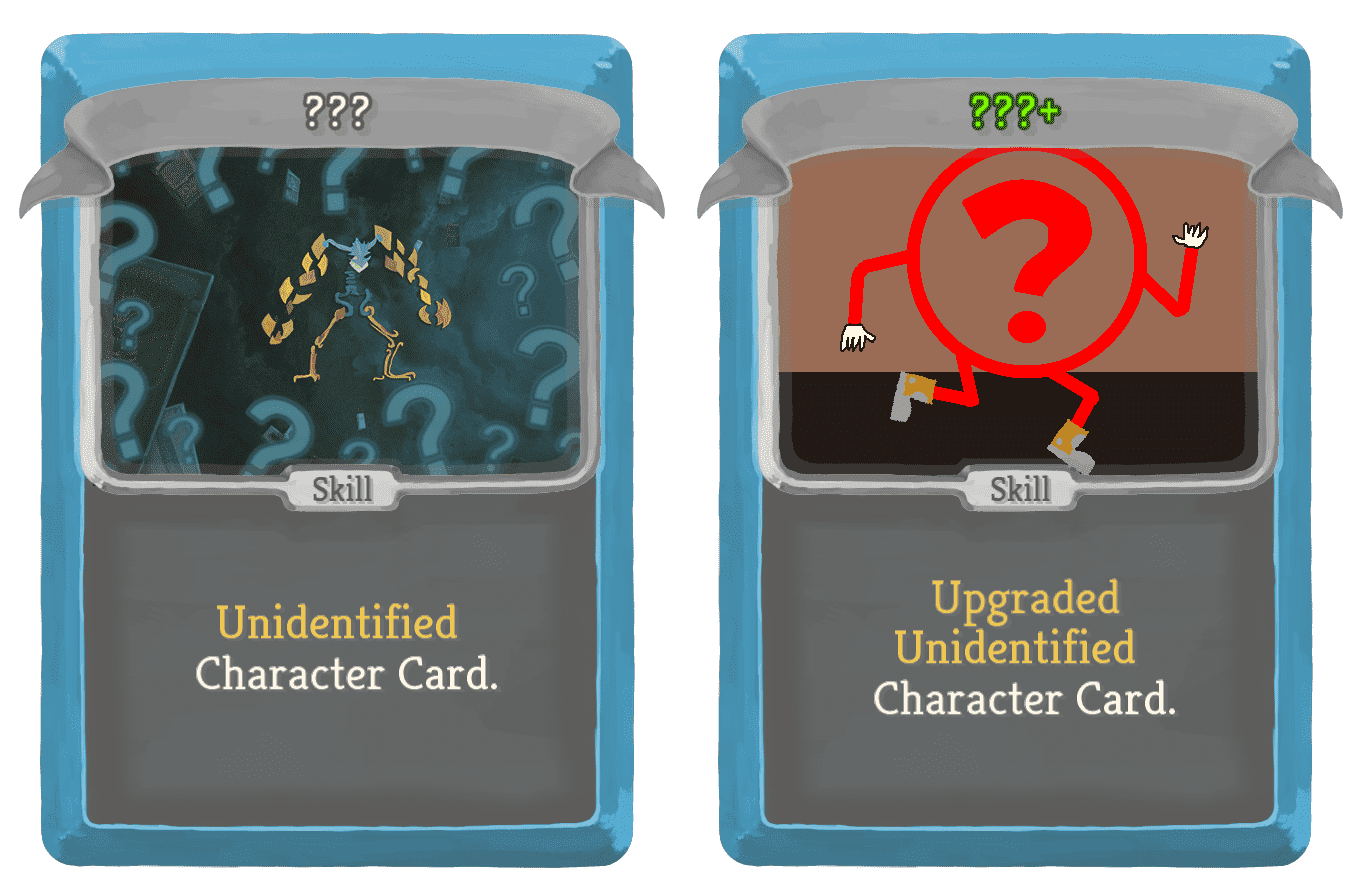 ???
Skill
Unidentified
Character Card.
???+
?
Skill
Upgraded
Unidentified
Character Card.